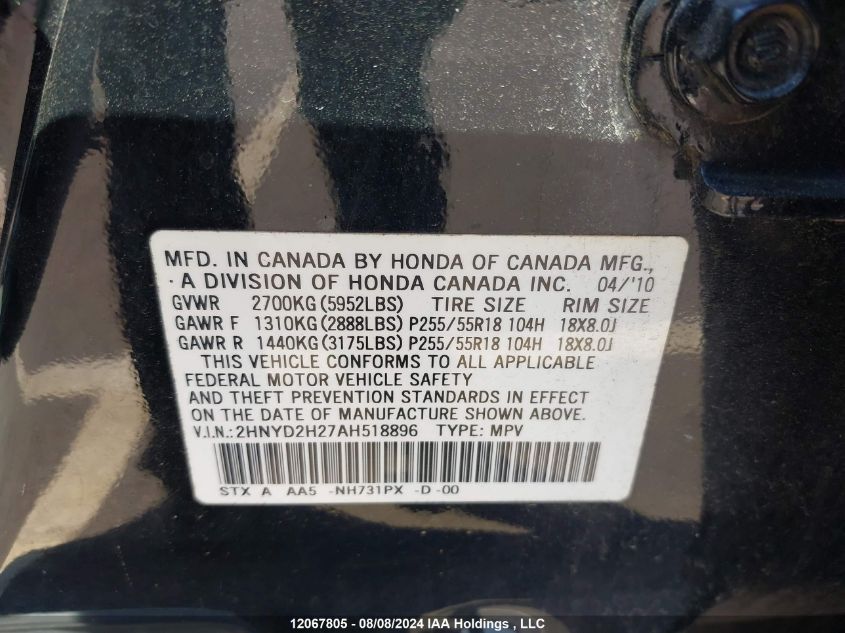 MFD. IN CANADA BY HONDA OF CANADA MFG.,
A DIVISION OF HONDA CANADA INC. 04/'10
GVWR 2700KG(5952LBS) TIRE SIZE RIM SIZE
GAWR F 1310KG(2888LBS) P255/55R18 104H 18X8.0J
GAWR R 1440KG(3175LBS) P255/55R18 104H 18X8.0J
THIS VEHICLE CONFORMS TO ALL APPLICABLE
FEDERAL MOTOR VEHICLE SAFETY
AND THEFT PREVENTION STANDARDS IN EFFECT
ON THE DATE OF MANUFACTURE SHOWN ABOVE.
V.I.N.:2HNYD2H27AH518896 TYPE: MPV
STX A AA5 -NH731PX -D -00
12067805 - 08/08/2024 IAA Holdings , LLC